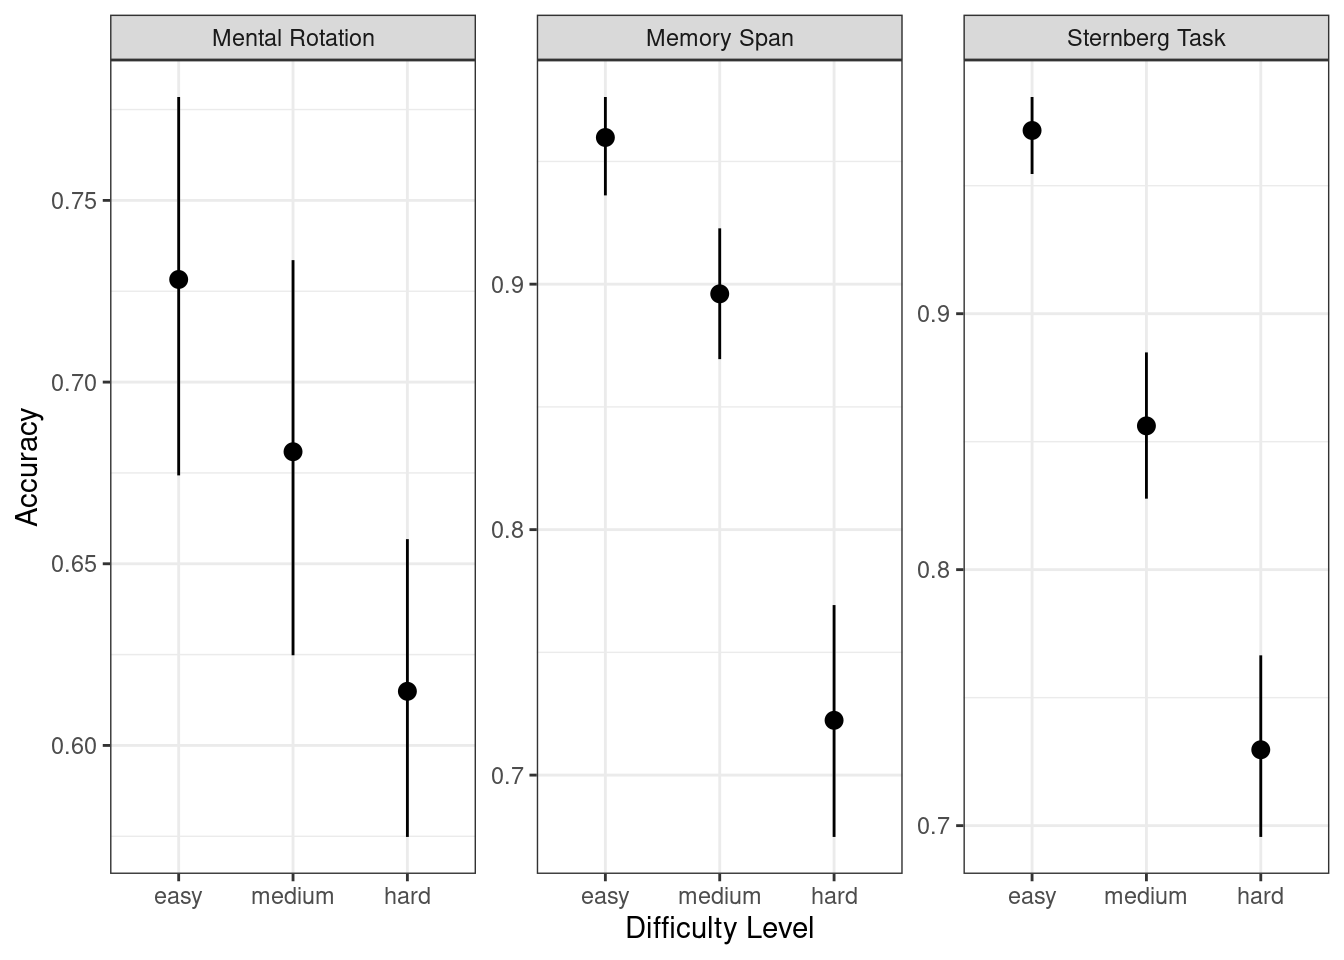 Mental Rotation
Memory Span
Sternberg Task
Accuracy
0.75
0.70
0.65
0.60
0.9
0.8
0.7
0.9
0.8
0.7
easy medium hard
easy medium hard
easy medium hard
Difficulty Level